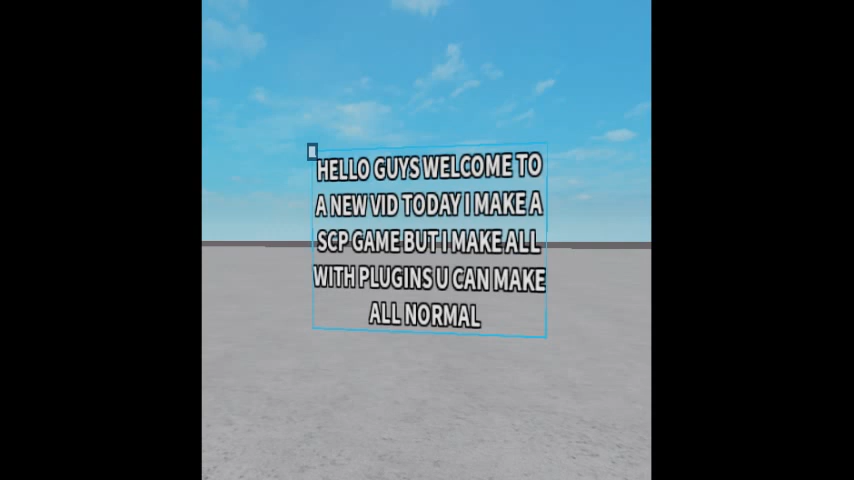 HELLO GUYS WELCOME TO
A NEW VID TODAY I MAKE A
SCP GAME BUT I MAKE ALL
WITH PLUGINS U CAN MAKE
ALL NORMAL